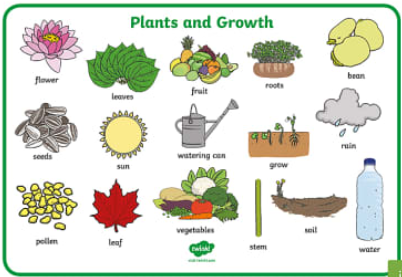 Plants and Growth
flower
leaves
fruit
roots
bean
seeds
sun
watering can
grow
rain
pollen
leaf
vegetables
stem
soil
water
twinkl